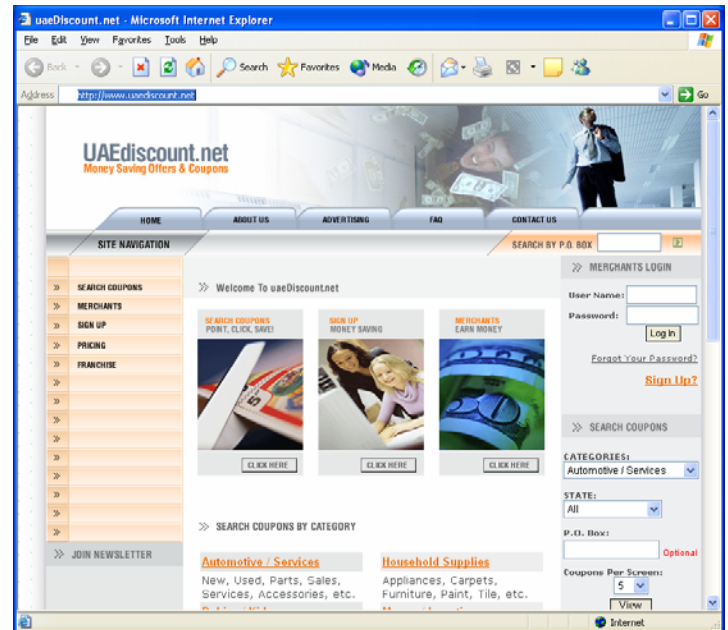 uaeDiscount.net - Microsoft Internet Explorer
File Edit View Favorites Tools Help
Back Search Favorites Media
Address http://www.uaediscount.net Go
UAEdiscount.net
Money Saving Offers & Coupons
HOME ABOUT US ADVERTISING FAQ CONTACT US
SITE NAVIGATION SEARCH BY P.O. BOX
SEARCH COUPONS
MERCHANTS
SIGN UP
PRICING
FRANCHISE
JOIN NEWSLETTER
Welcome To uaeDiscount.net
SEARCH COUPONS
POINT, CLICK, SAVE!
CLICK HERE
SIGN UP
MONEY SAVING
CLICK HERE
MERCHANTS
EARN MONEY
CLICK HERE
SEARCH COUPONS BY CATEGORY
Automotive / Services
New, Used, Parts, Sales,
Services, Accessories, etc.
Household Supplies
Appliances, Carpets,
Furniture, Paint, Tile, etc.
MERCHANTS LOGIN
User Name:
Password:
Log In
Forgot Your Password?
Sign Up?
SEARCH COUPONS
CATEGORIES:
Automotive / Services
STATE:
All
P.O. Box:
Optional
Coupons Per Screen:
5
View
Internet